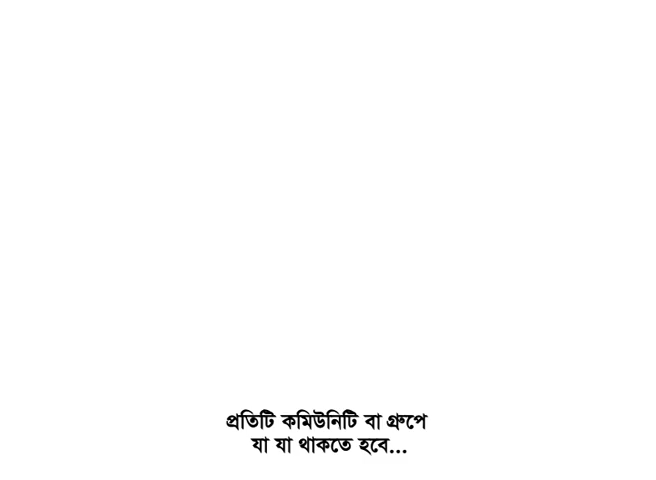 প্রতিটি কমিউনিটি বা গ্রুপে
যা যা থাকতে হবে...